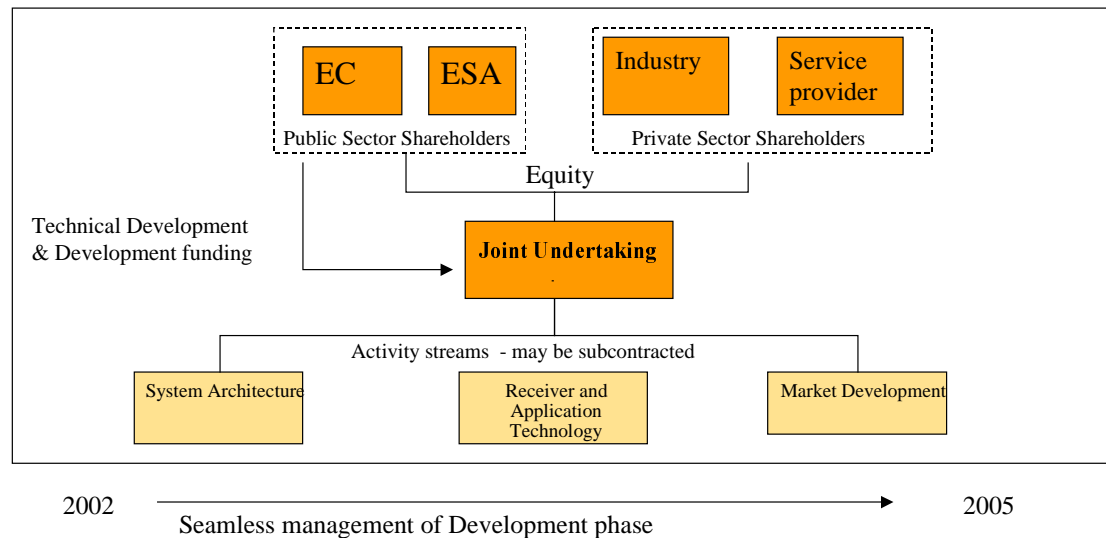 EC
ESA
Industry
Service
provider
Public Sector Shareholders
Private Sector Shareholders
Equity
Technical Development
& Development funding
Joint Undertaking
.
Activity streams - may be subcontracted
System Architecture
Receiver and
Application
Technology
Market Development
2002
2005
Seamless management of Development phase